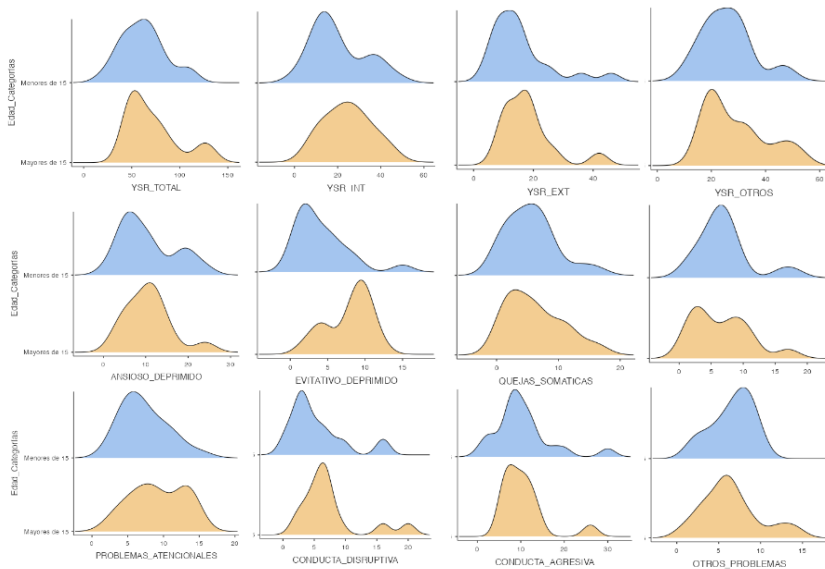 Edad_Categorías
Menores de 15
Mayores de 15
0 50 100 150
YSR_TOTAL
0 20 40 60
YSR_INT
0 20 40
YSR_EXT
0 20 40 60
YSR_OTROS
Edad_Categorías
Menores de 15
Mayores de 15
0 10 20 30
ANSIOSO_DEPRIMIDO
0 5 10 15
EVITATIVO_DEPRIMIDO
0 10 20
QUEJAS_SOMATICAS
0 5 10 15 20
Edad_Categorías
Menores de 15
Mayores de 15
0 5 10 15 20
PROBLEMAS_ATENCIONALES
0 5 10 15 20
CONDUCTA_DISRUPTIVA
0 10 20 30
CONDUCTA_AGRESIVA
0 5 10 15
OTROS_PROBLEMAS